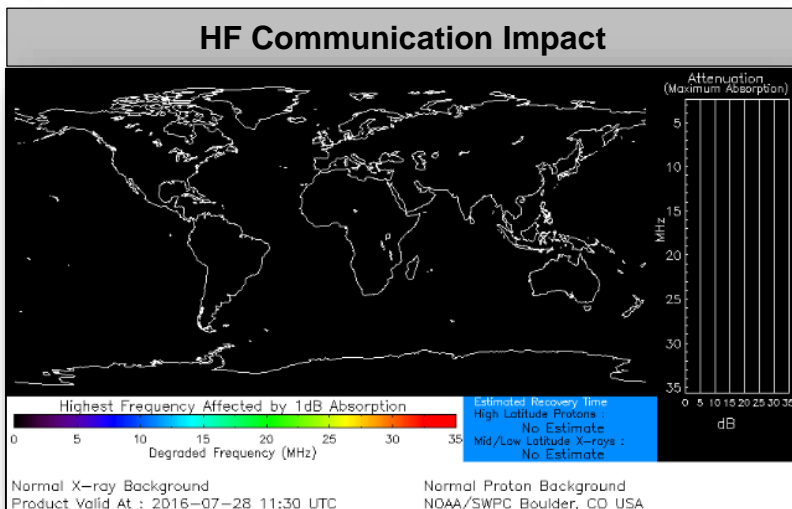 HF Communication Impact
Attenuation
(Maximum Absorption)
5
10
15
20
25
30
35
MHz
0 5 10 15 20 25 30 35
dB
Highest Frequency Affected by 1dB Absorption
0 5 10 15 20 25 30 35
Degraded Frequency (MHz)
Estimated Recovery Time
High Latitude Protons :
No Estimate
Mid/Low Latitude X-rays :
No Estimate
Normal X-ray Background
Product Valid At : 2016-07-28 11:30 UTC
Normal Proton Background
NOAA/SWPC Boulder, CO USA